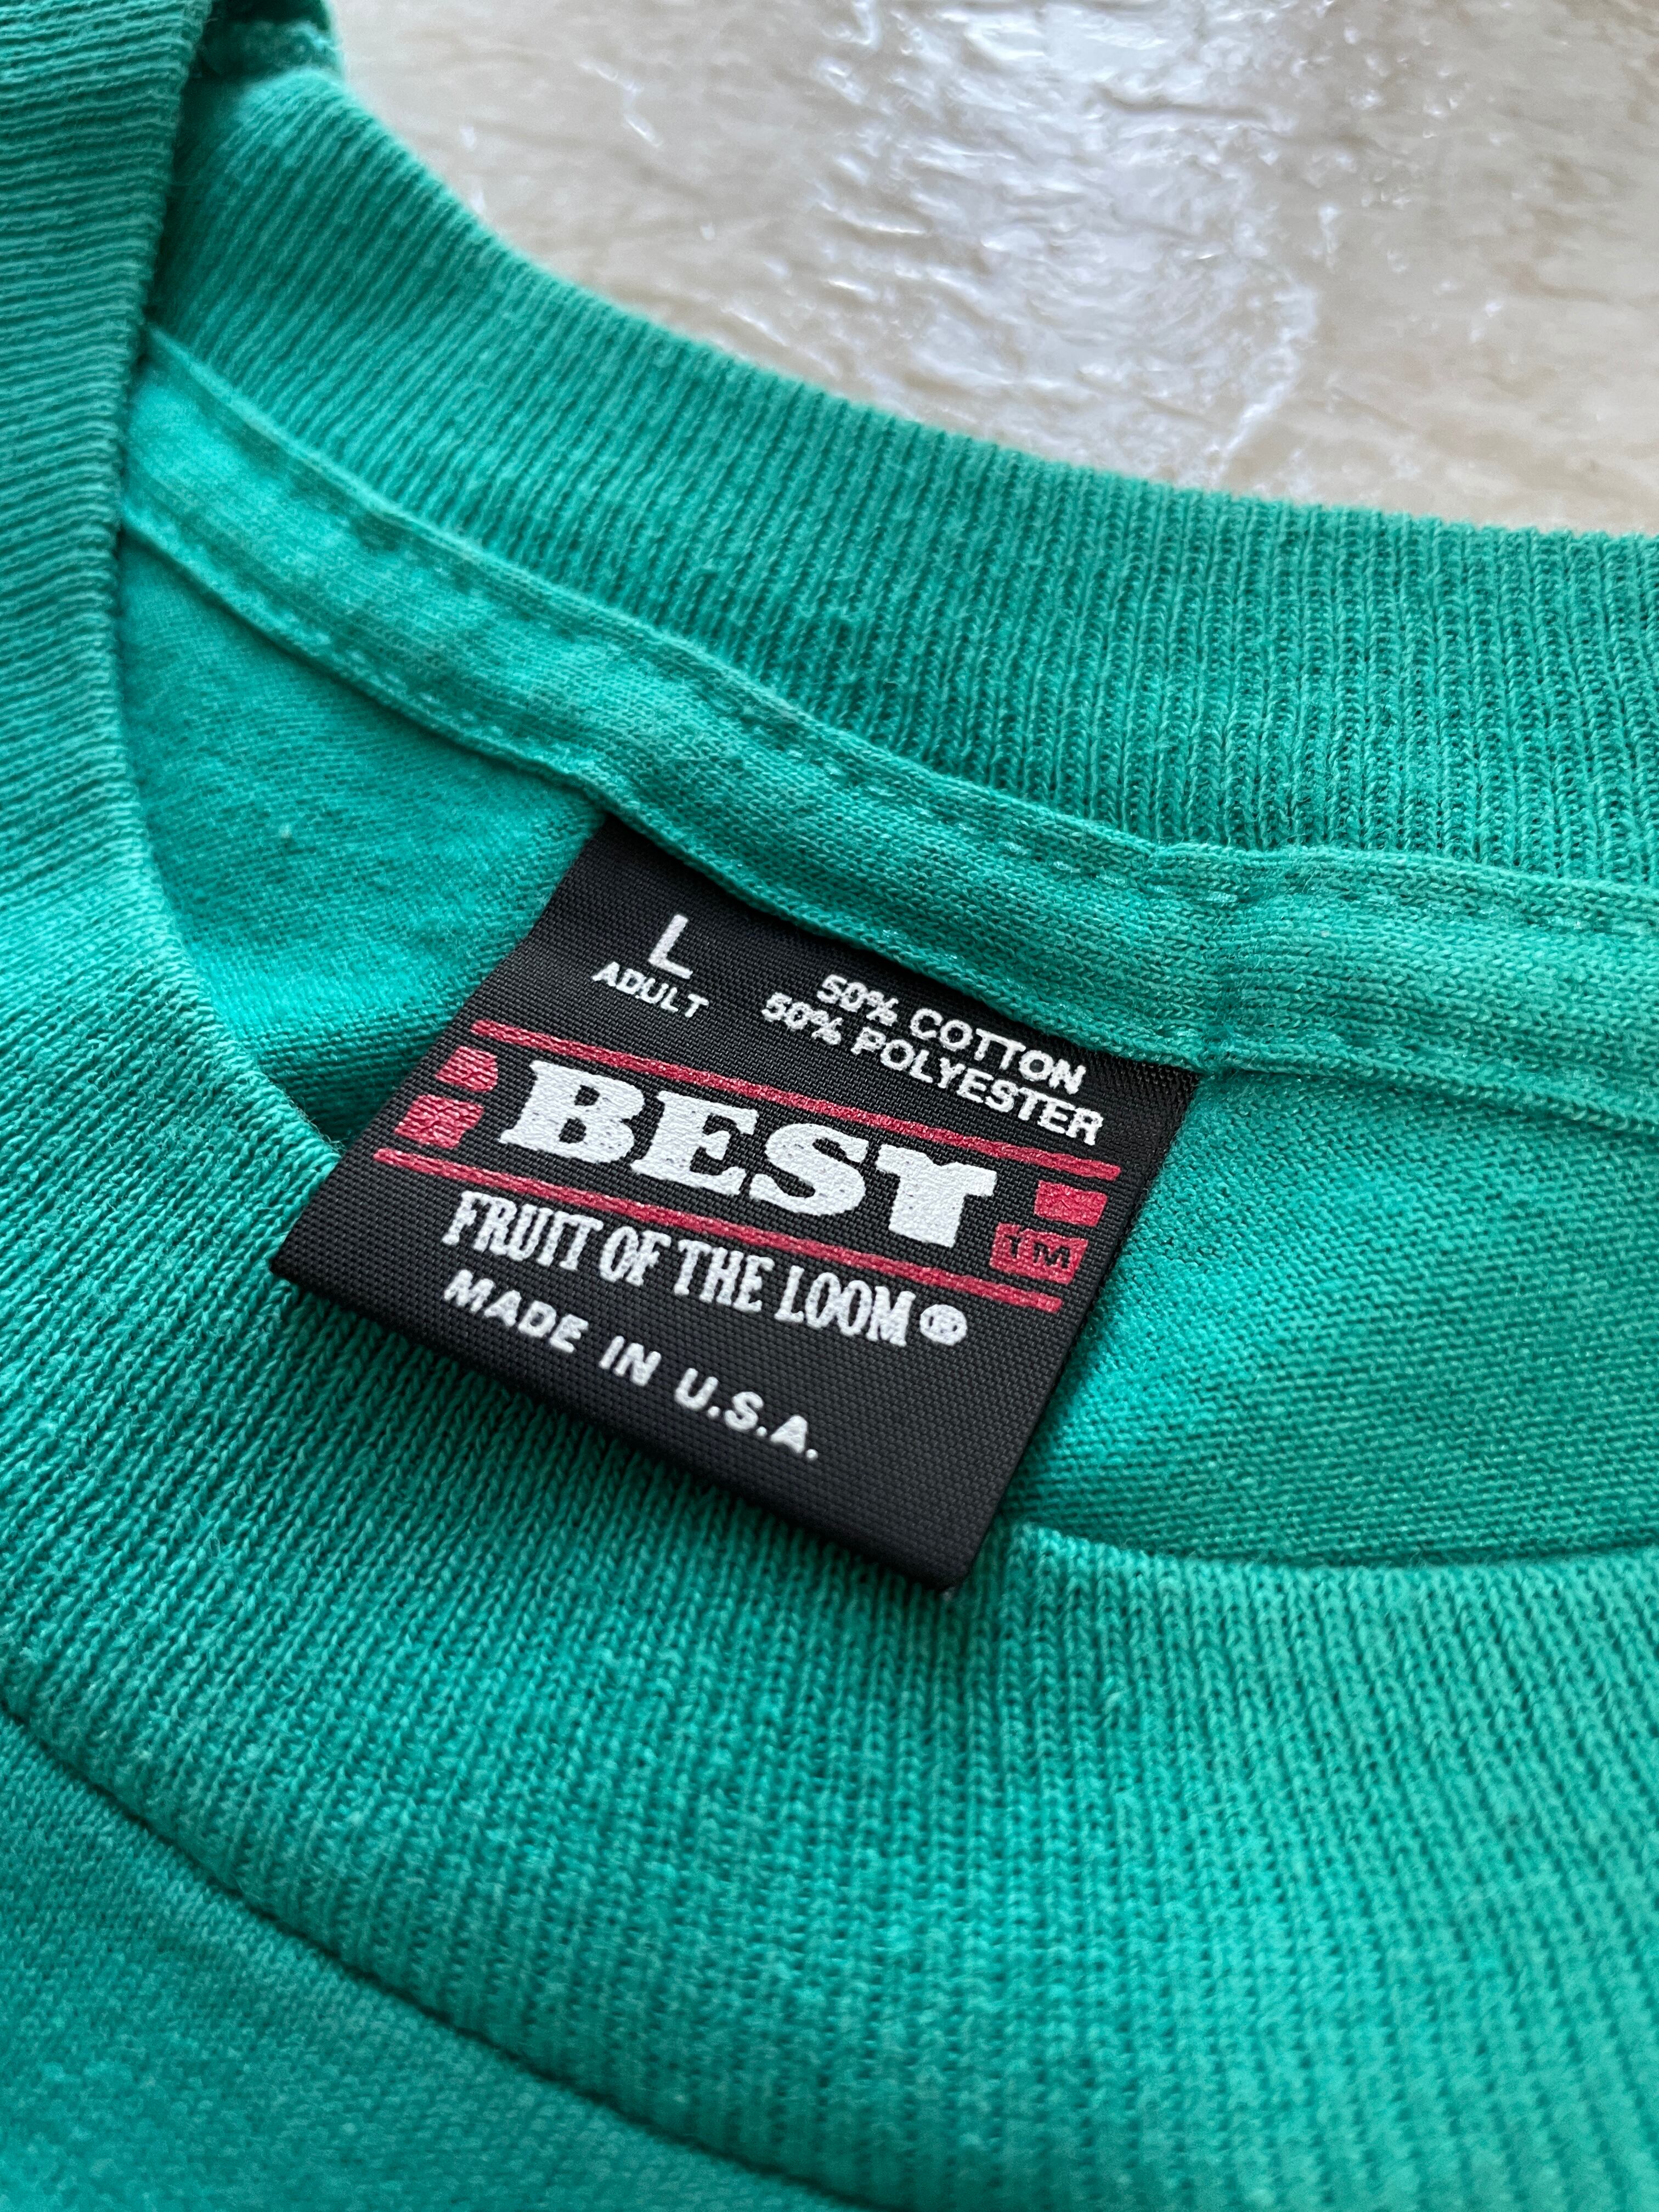 L
ADULT
50% COTTON
50% POLYESTER
BEST
TM
FRUIT OF THE LOOM®
MADE IN U.S.A.